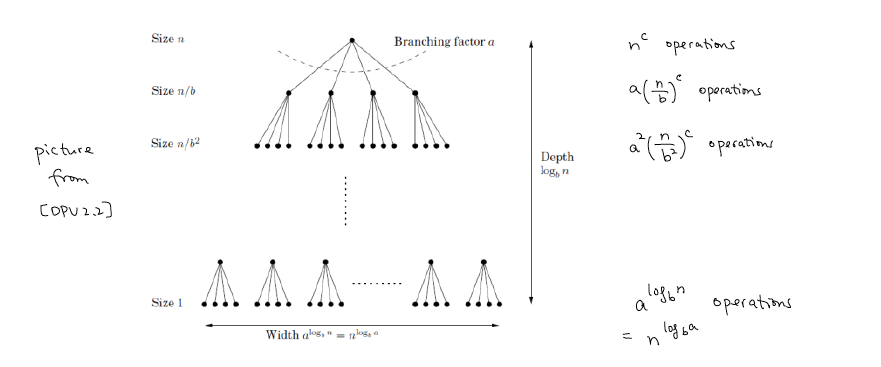 Size n
Branching factor a
n^c operations
Size n/b
a(n/b)^c operations
Size n/b^2
a^2(n/b^2)^c operations
picture
from
[DPU 2.2]
Depth
log_b n
Size 1
a^{log_b n} operations
= n^{log_b a}
Width a^{log_b n} = n^{log_b a}